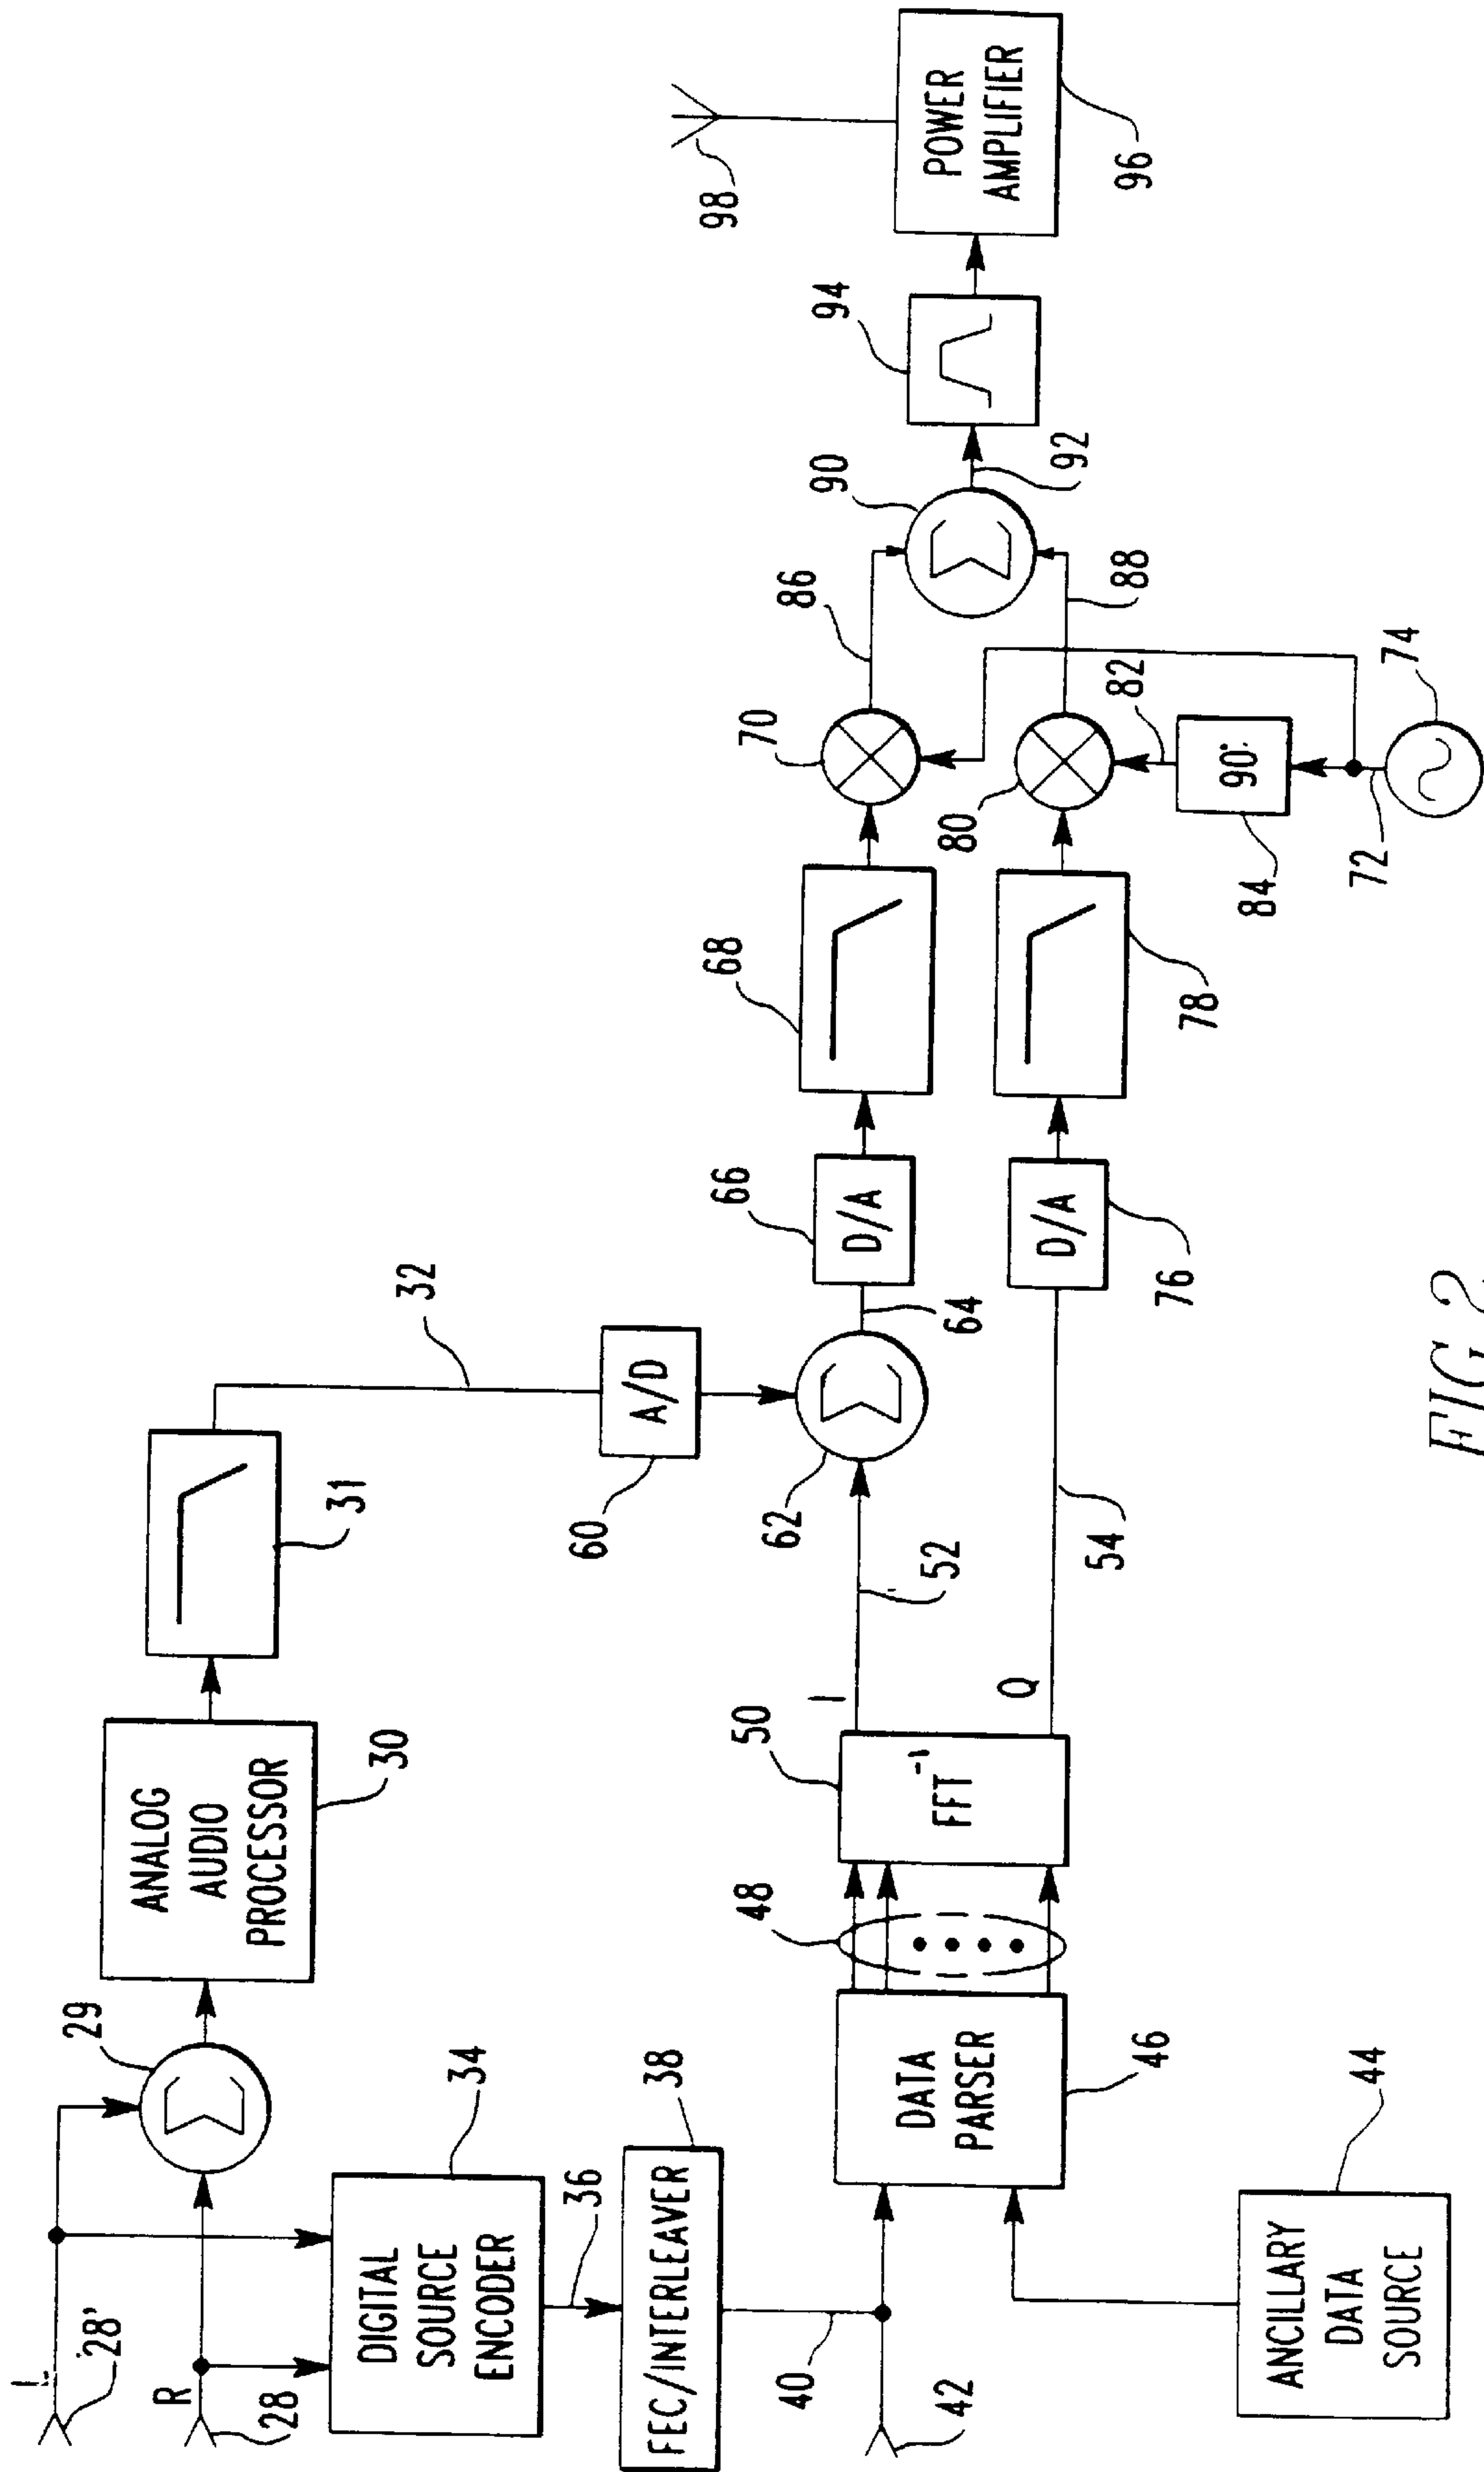 L
28'
R
28
29
ANALOG
AUDIO
PROCESSOR
30
31
32
DIGITAL
SOURCE
ENCODER
34
36
FEC/INTERLEAVER
38
40
42
ANCILLARY
DATA
SOURCE
44
DATA
PARSER
46
48
FFT⁻¹
50
I
52
Q
54
A/D
60
Σ
62
64
D/A
66
68
70
D/A
76
78
80
82
90°
84
72
74
86
88
Σ
90
92
94
POWER
AMPLIFIER
96
98
Σ
FIG. 2